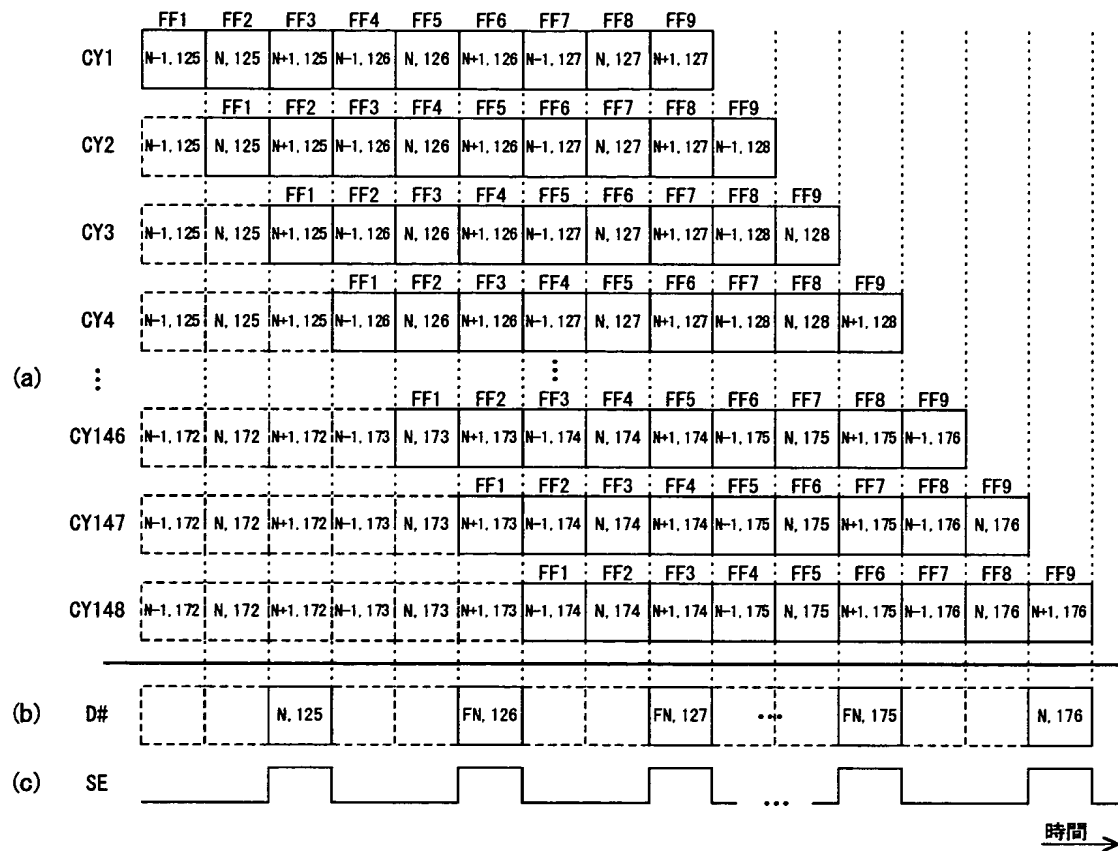 FF1 FF2 FF3 FF4 FF5 FF6 FF7 FF8 FF9
CY1 N-1, 125 N, 125 N+1, 125 N-1, 126 N, 126 N+1, 126 N-1, 127 N, 127 N+1, 127
FF1 FF2 FF3 FF4 FF5 FF6 FF7 FF8 FF9
CY2 N-1, 125 N, 125 N+1, 125 N-1, 126 N, 126 N+1, 126 N-1, 127 N, 127 N+1, 127 N-1, 128
FF1 FF2 FF3 FF4 FF5 FF6 FF7 FF8 FF9
CY3 N-1, 125 N, 125 N+1, 125 N-1, 126 N, 126 N+1, 126 N-1, 127 N, 127 N+1, 127 N-1, 128 N, 128
FF1 FF2 FF3 FF4 FF5 FF6 FF7 FF8 FF9
CY4 N-1, 125 N, 125 N+1, 125 N-1, 126 N, 126 N+1, 126 N-1, 127 N, 127 N+1, 127 N-1, 128 N, 128 N+1, 128
(a) ⋮ ⋮
FF1 FF2 FF3 FF4 FF5 FF6 FF7 FF8 FF9
CY146 N-1, 172 N, 172 N+1, 172 N-1, 173 N, 173 N+1, 173 N-1, 174 N, 174 N+1, 174 N-1, 175 N, 175 N+1, 175 N-1, 176
FF1 FF2 FF3 FF4 FF5 FF6 FF7 FF8 FF9
CY147 N-1, 172 N, 172 N+1, 172 N-1, 173 N, 173 N+1, 173 N-1, 174 N, 174 N+1, 174 N-1, 175 N, 175 N+1, 175 N-1, 176 N, 176
FF1 FF2 FF3 FF4 FF5 FF6 FF7 FF8 FF9
CY148 N-1, 172 N, 172 N+1, 172 N-1, 173 N, 173 N+1, 173 N-1, 174 N, 174 N+1, 174 N-1, 175 N, 175 N+1, 175 N-1, 176 N, 176 N+1, 176
(b) D# N, 125 FN, 126 FN, 127 ⋯ FN, 175 N, 176
(c) SE ⋯
時間